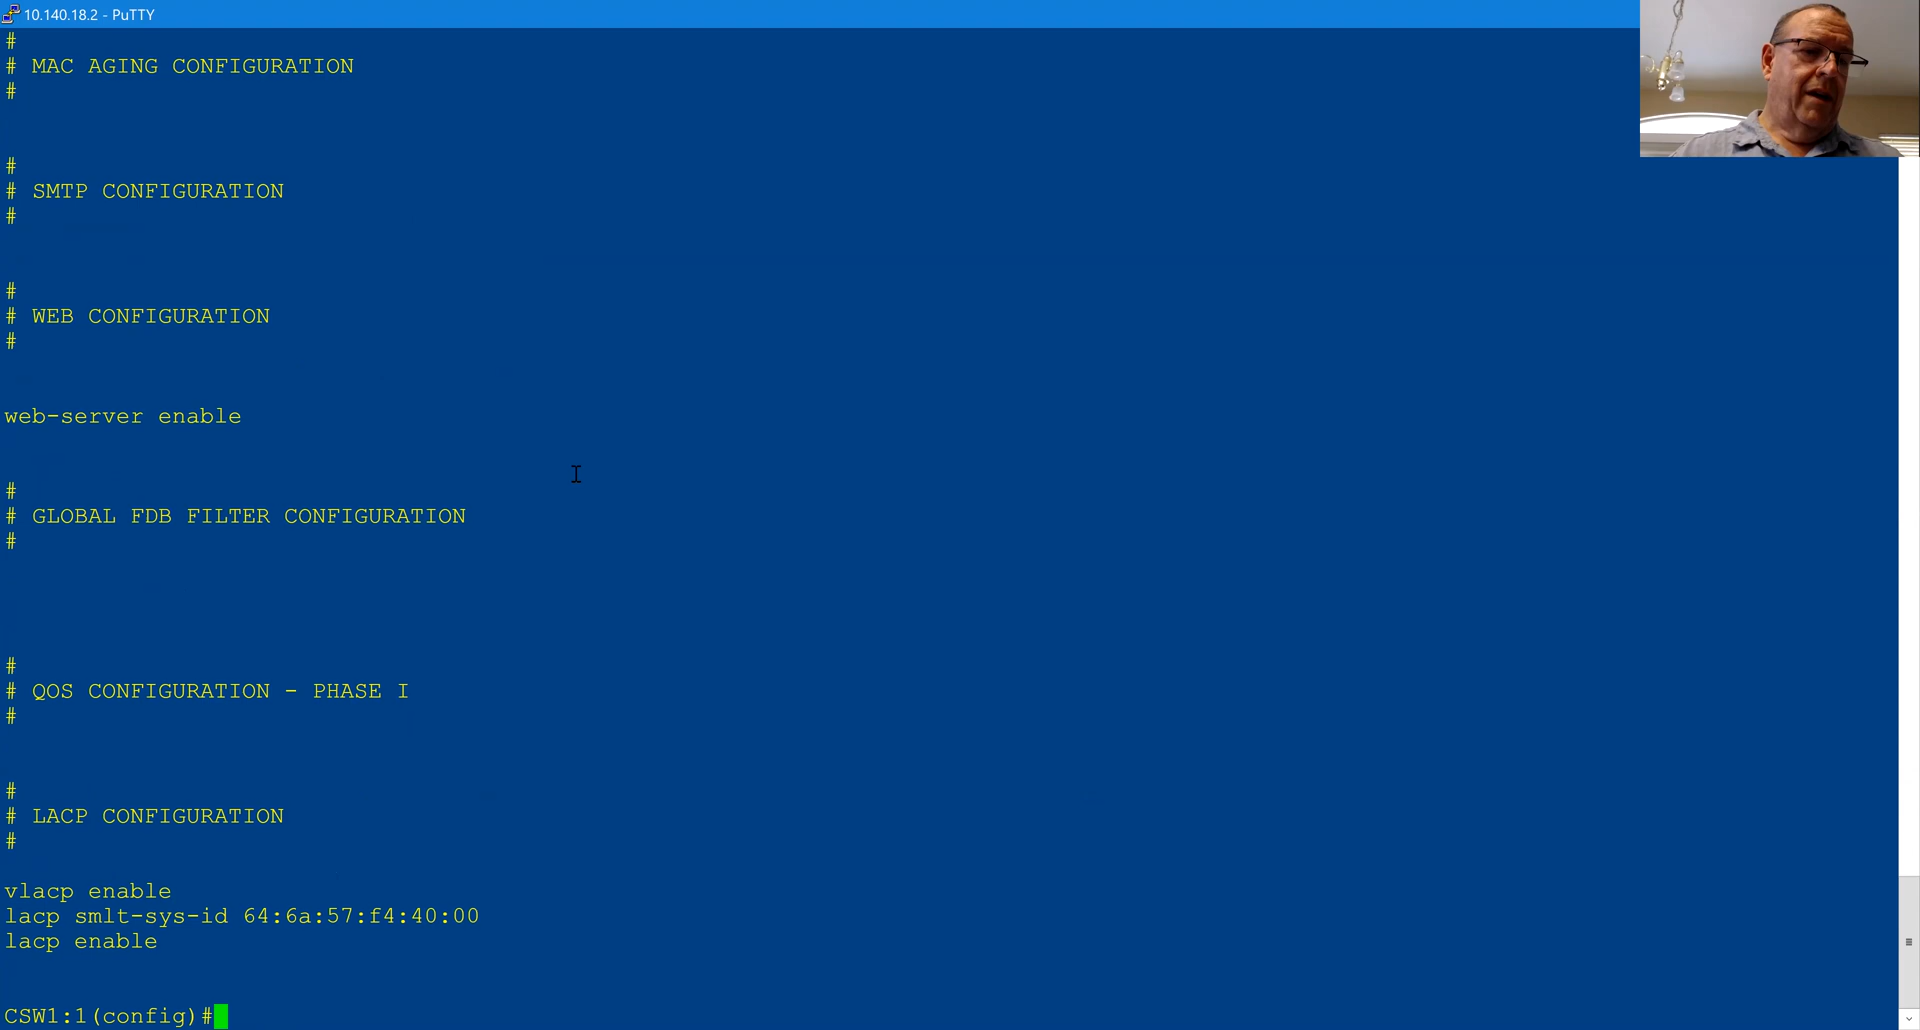 10.140.18.2 - PuTTY
#
# MAC AGING CONFIGURATION
#
#
# SMTP CONFIGURATION
#
#
# WEB CONFIGURATION
#
web-server enable
#
# GLOBAL FDB FILTER CONFIGURATION
#
#
# QOS CONFIGURATION - PHASE I
#
#
# LACP CONFIGURATION
#
vlacp enable
lacp smlt-sys-id 64:6a:57:f4:40:00
lacp enable
CSW1:1(config)#